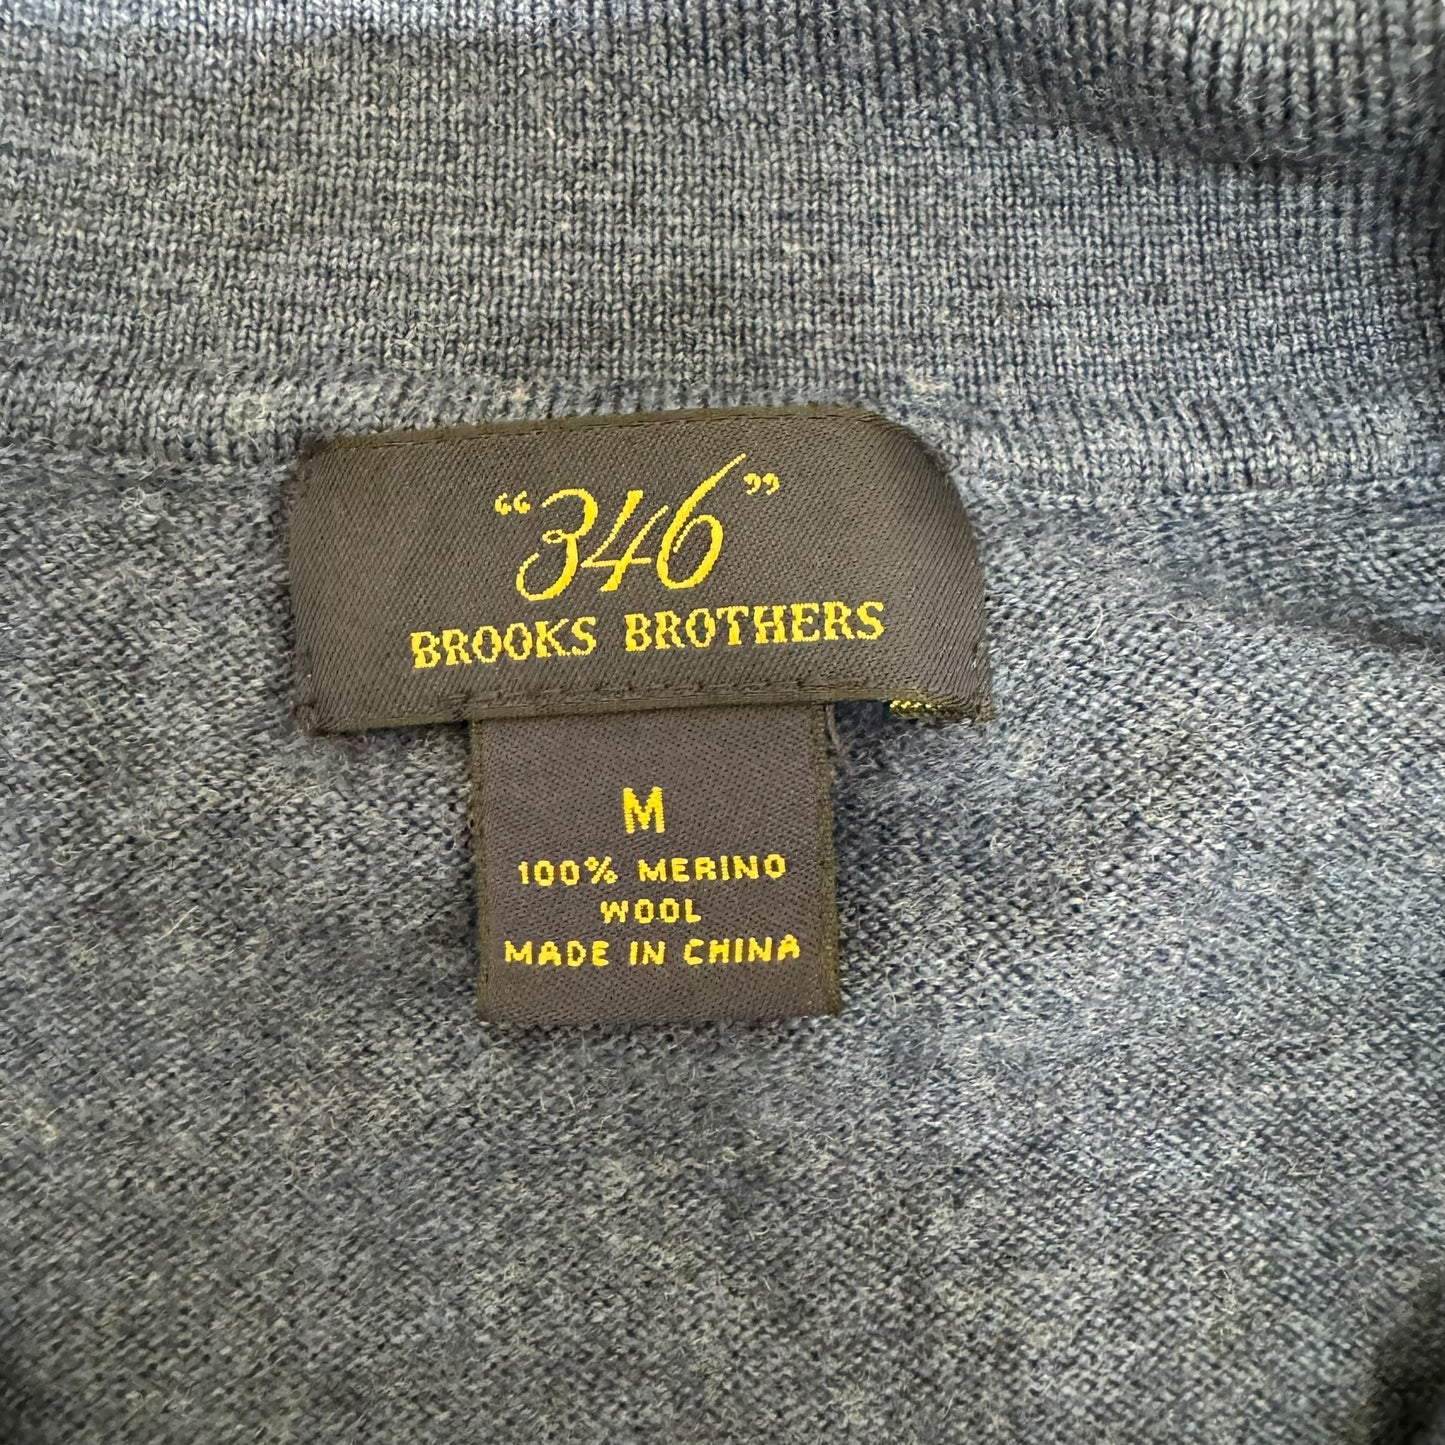 “346”
BROOKS BROTHERS
M
100% MERINO
WOOL
MADE IN CHINA